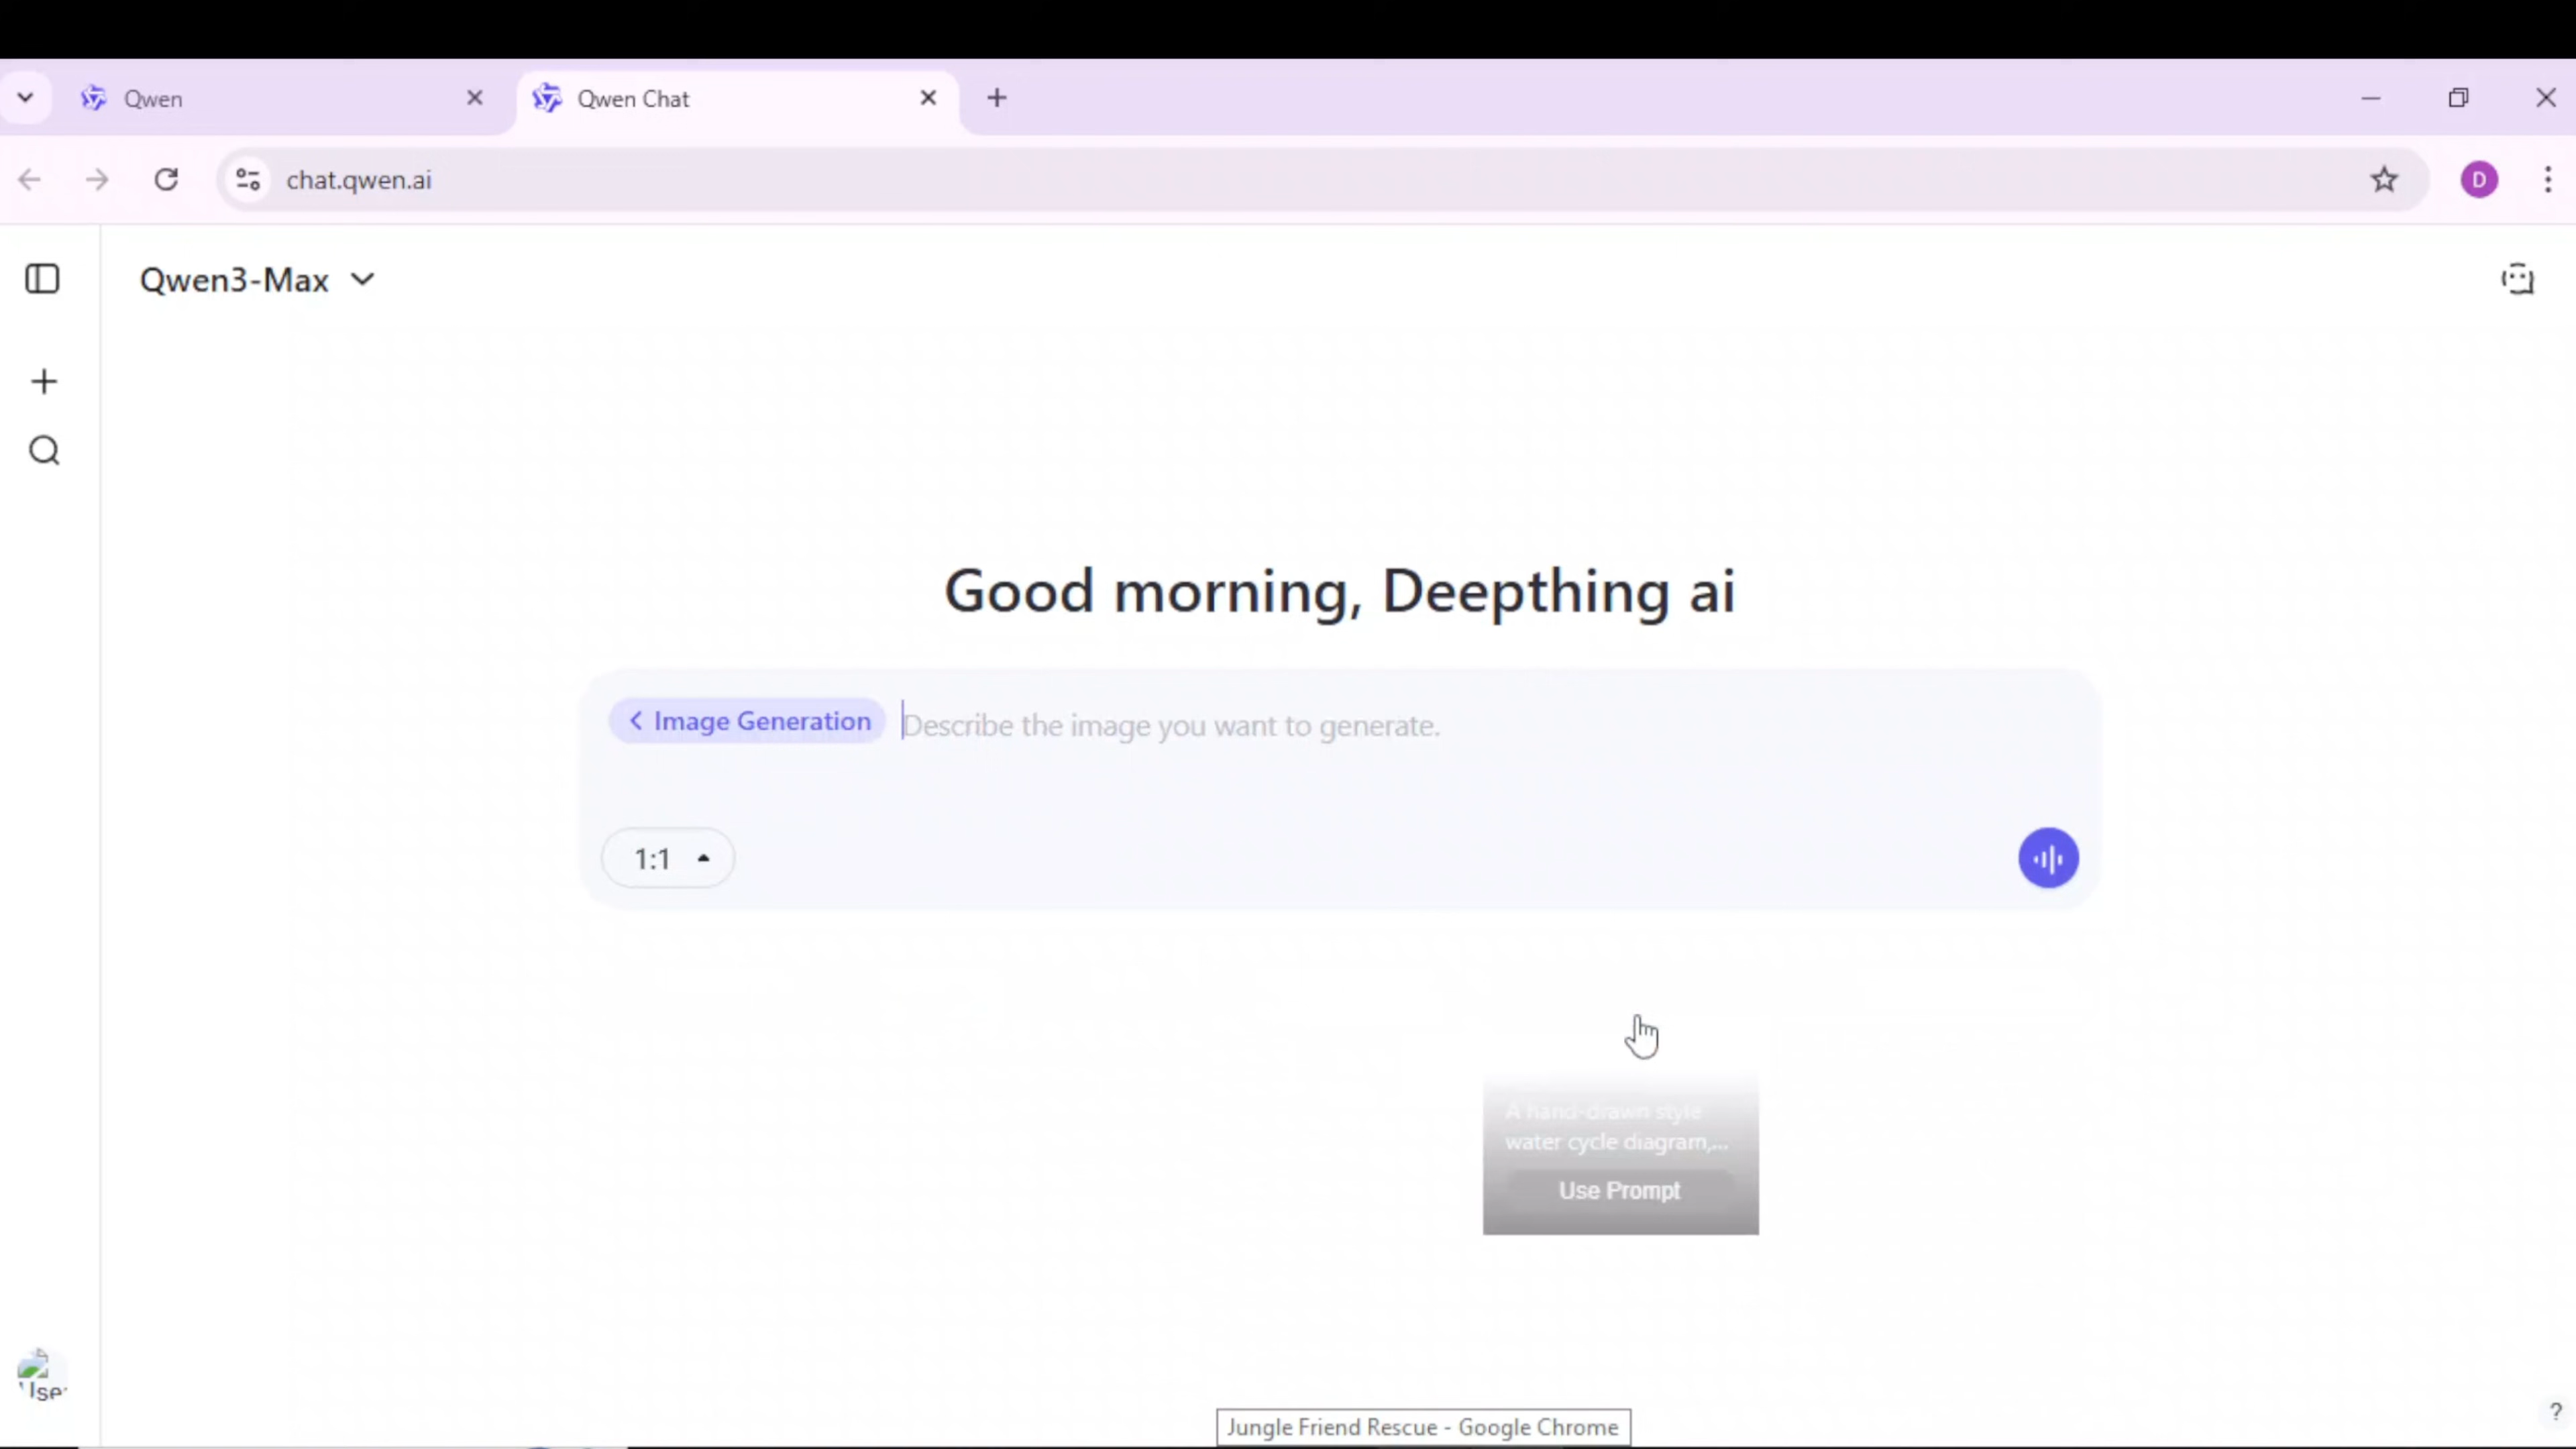 Qwen
Qwen Chat
chat.qwen.ai
D
Qwen3-Max
Good morning, Deepthing ai
Image Generation
Describe the image you want to generate.
1:1
A hand-drawn style
water cycle diagram,...
Use Prompt
Use
Jungle Friend Rescue - Google Chrome
?